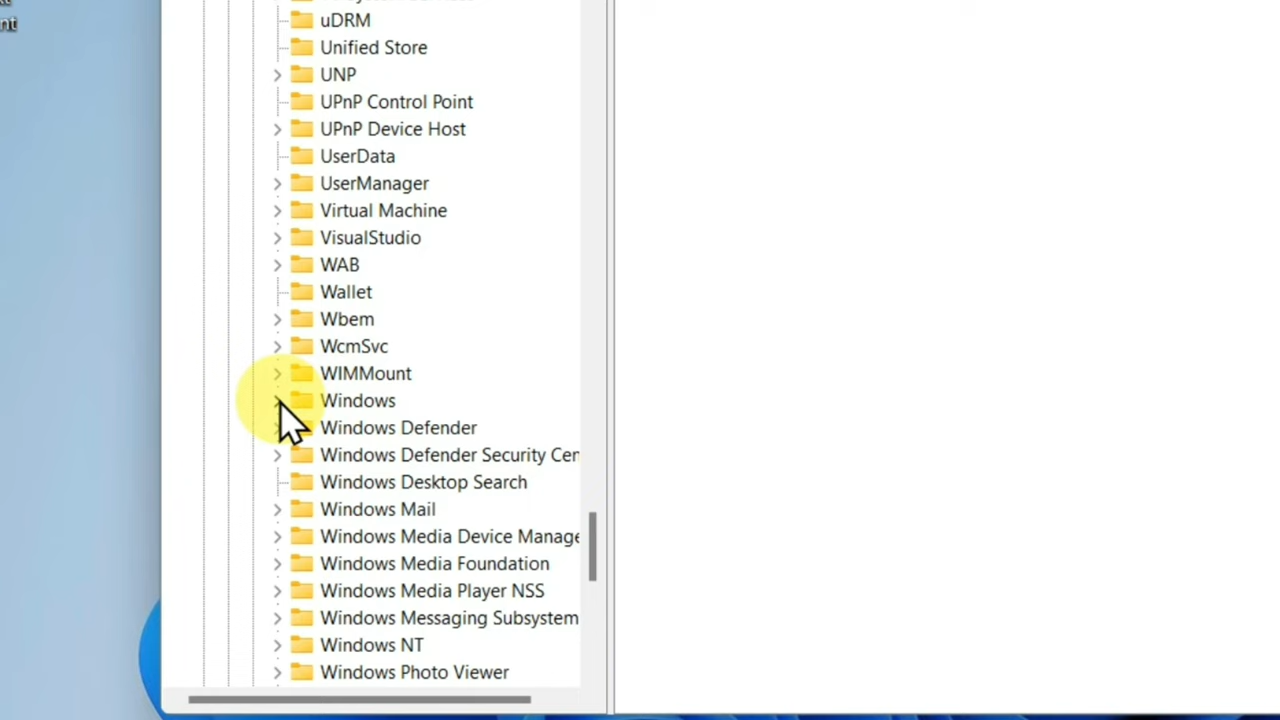 nt
uDRM
Unified Store
UNP
UPnP Control Point
UPnP Device Host
UserData
UserManager
Virtual Machine
VisualStudio
WAB
Wallet
Wbem
WcmSvc
WIMMount
Windows
Windows Defender
Windows Defender Security Cen
Windows Desktop Search
Windows Mail
Windows Media Device Manage
Windows Media Foundation
Windows Media Player NSS
Windows Messaging Subsystem
Windows NT
Windows Photo Viewer